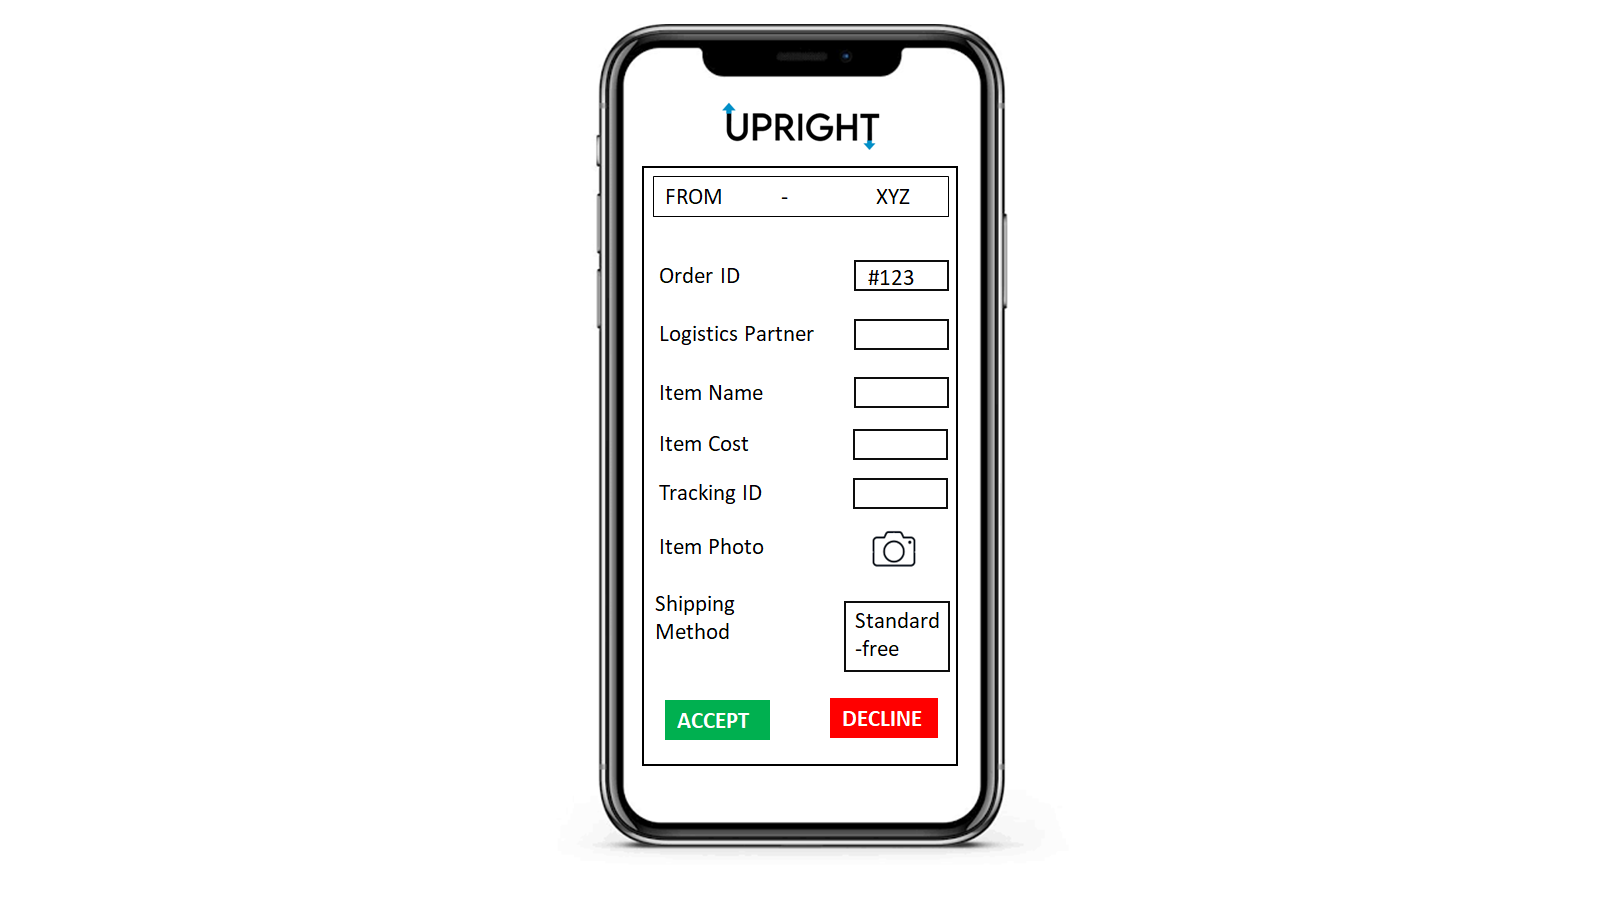 UPRIGHT
FROM - XYZ
Order ID #123
Logistics Partner
Item Name
Item Cost
Tracking ID
Item Photo
Shipping
Method
Standard
-free
ACCEPT DECLINE